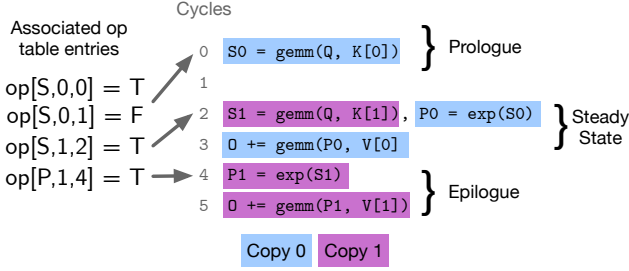 Cycles
Associated op
table entries
op[S,0,0] = T
op[S,0,1] = F
op[S,1,2] = T
op[P,1,4] = T
0 S0 = gemm(Q, K[0])
1
2 S1 = gemm(Q, K[1]), P0 = exp(S0)
3 O += gemm(P0, V[0]
4 P1 = exp(S1)
5 O += gemm(P1, V[1])
Prologue
Steady
State
Epilogue
Copy 0 Copy 1